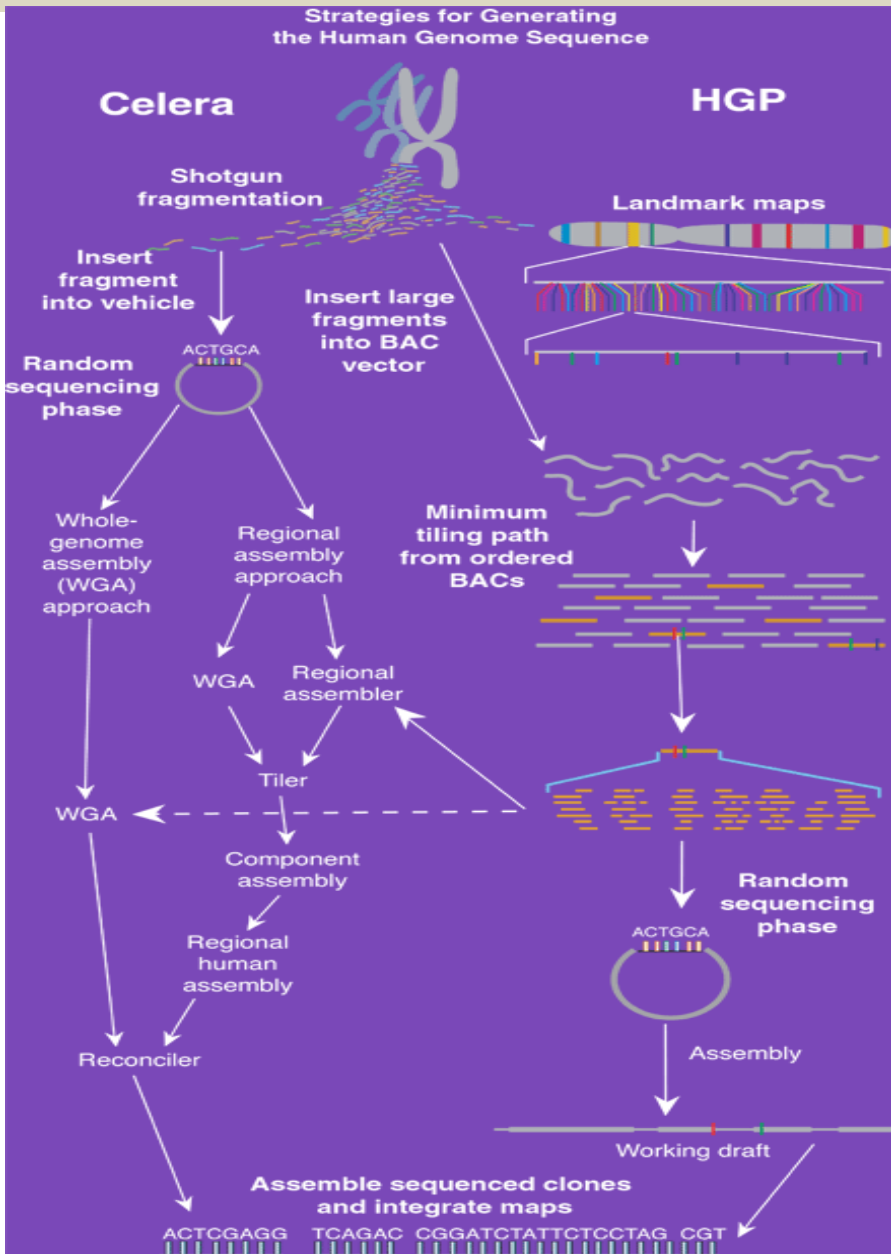 Strategies for Generating
the Human Genome Sequence
Celera
HGP
Shotgun
fragmentation
Landmark maps
Insert
fragment
into vehicle
Insert large
fragments
into BAC
vector
ACTGCA
Random
sequencing
phase
Whole-
genome
assembly
(WGA)
approach
Regional
assembly
approach
Minimum
tiling path
from ordered
BACs
WGA
Regional
assembler
Tiler
WGA
Component
assembly
Random
sequencing
phase
ACTGCA
Regional
human
assembly
Reconciler
Assembly
Working draft
Assemble sequenced clones
and integrate maps
ACTCGAGG TCAGAC CGGATCTATTCTCCTAG CGT